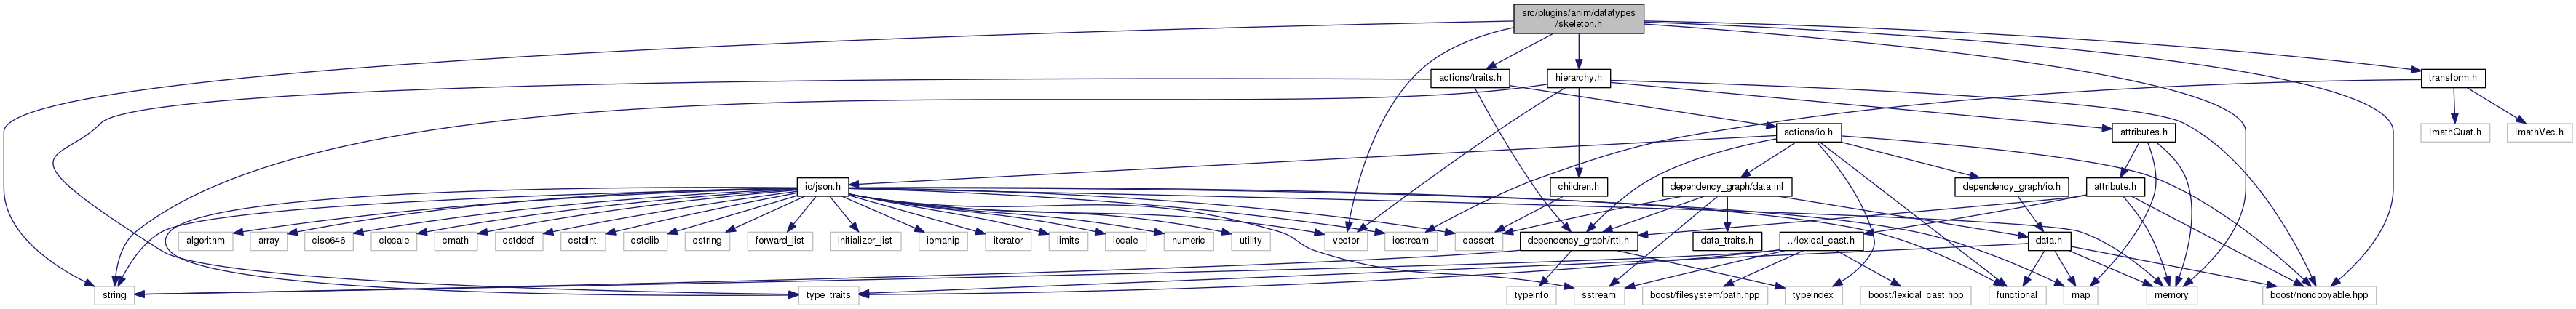 src/plugins/anim/datatypes
/skeleton.h
actions/traits.h
hierarchy.h
transform.h
actions/io.h
attributes.h
ImathQuat.h
ImathVec.h
io/json.h
children.h
dependency_graph/data.inl
dependency_graph/io.h
attribute.h
algorithm
array
ciso646
clocale
cmath
cstddef
cstdint
cstdlib
cstring
forward_list
initializer_list
iomanip
iterator
limits
locale
numeric
utility
vector
iostream
cassert
dependency_graph/rtti.h
data_traits.h
../lexical_cast.h
data.h
string
type_traits
typeinfo
sstream
boost/filesystem/path.hpp
typeindex
boost/lexical_cast.hpp
functional
map
memory
boost/noncopyable.hpp